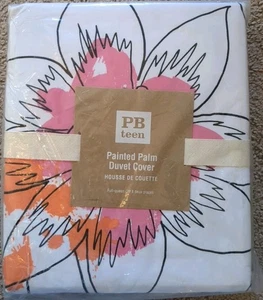 PB
teen
Painted Palm
Duvet Cover
HOUSSE DE COUETTE